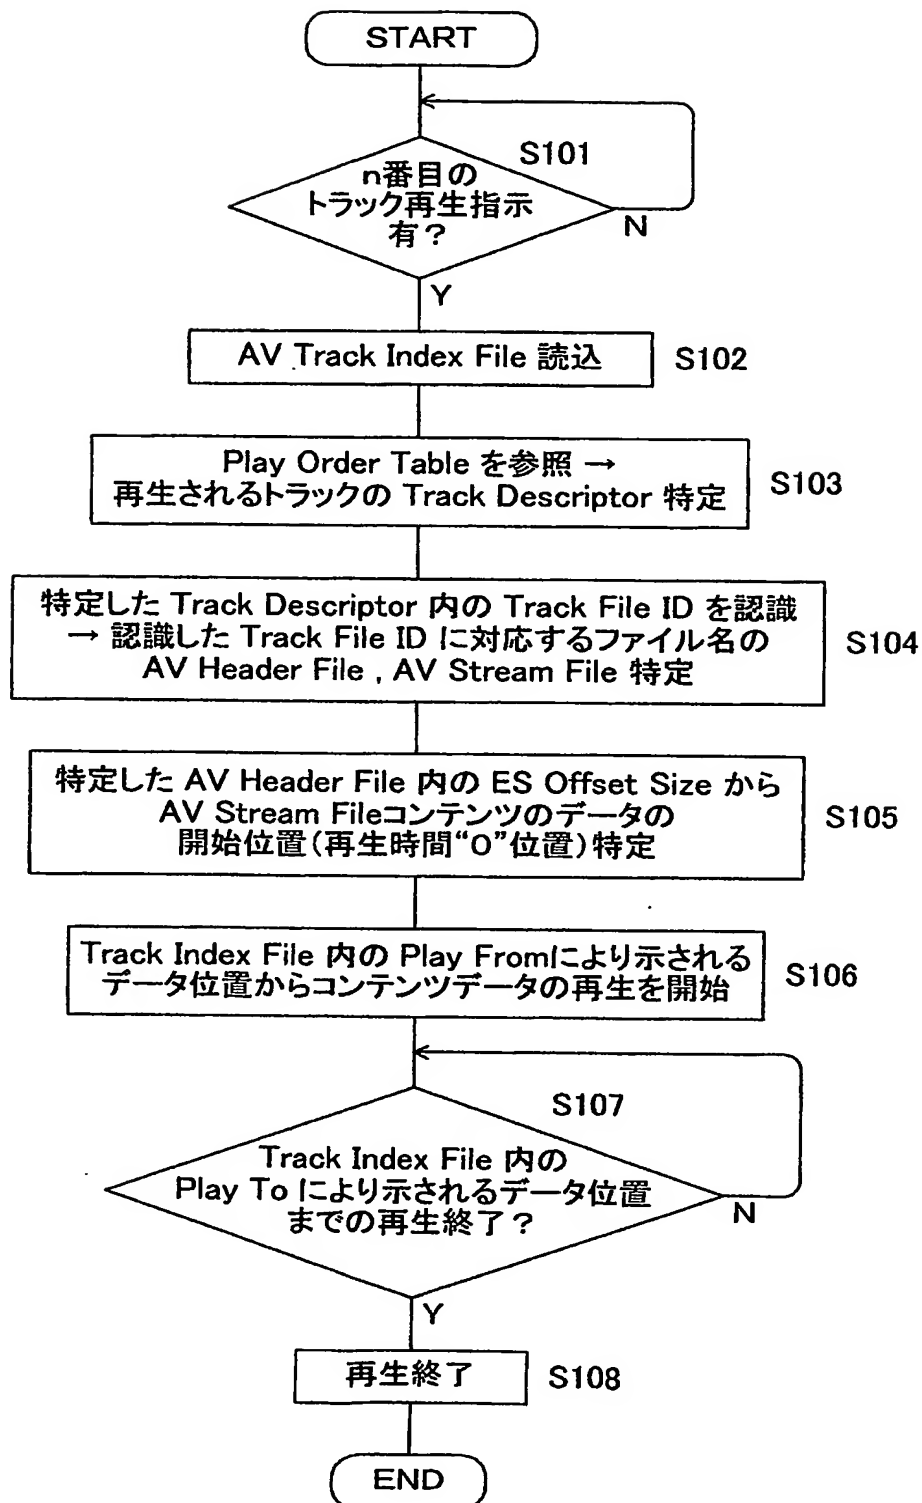 START
S101
n番目の
トラック再生指示
有？
N
Y
AV Track Index File 読込
S102
Play Order Table を参照 →
再生されるトラックの Track Descriptor 特定
S103
特定した Track Descriptor 内の Track File ID を認識
→ 認識した Track File ID に対応するファイル名の
AV Header File , AV Stream File 特定
S104
特定した AV Header File 内の ES Offset Size から
AV Stream Fileコンテンツのデータの
開始位置(再生時間“0”位置)特定
S105
Track Index File 内の Play Fromにより示される
データ位置からコンテンツデータの再生を開始
S106
S107
Track Index File 内の
Play To により示されるデータ位置
までの再生終了？
N
Y
再生終了
S108
END